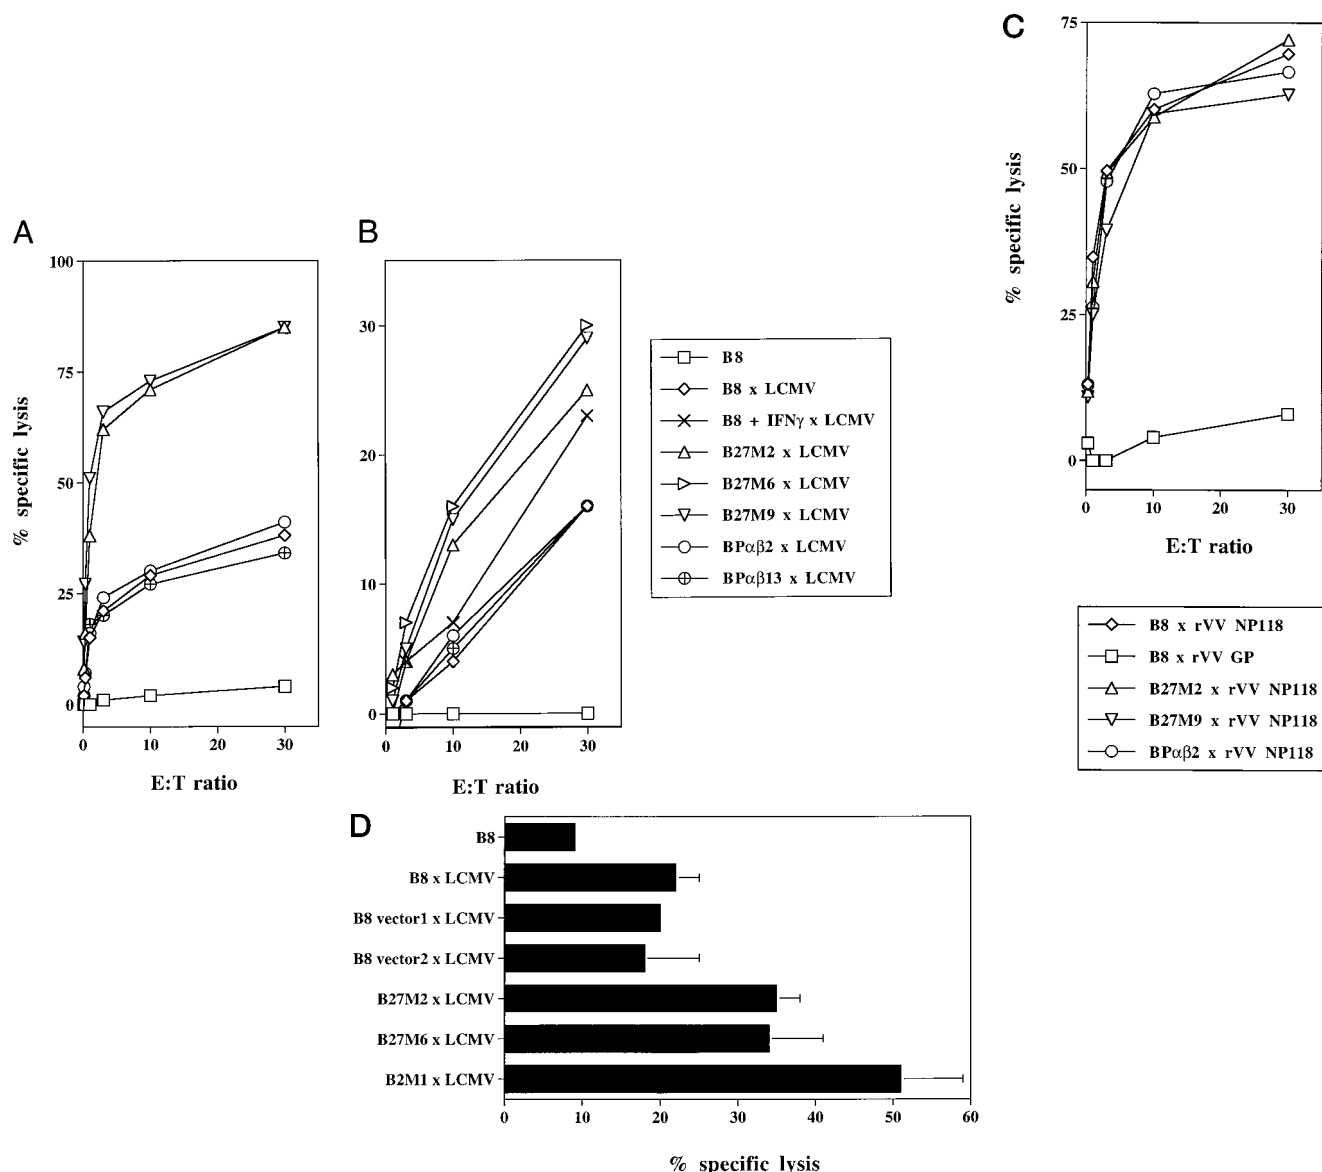 A
B
C
% specific lysis
100
75
50
25
0
0
10
20
30
E:T ratio
30
20
10
0
0
10
20
30
E:T ratio
B8
B8 x LCMV
B8 + IFNγ x LCMV
B27M2 x LCMV
B27M6 x LCMV
B27M9 x LCMV
BPαβ2 x LCMV
BPαβ13 x LCMV
% specific lysis
75
50
25
0
0
10
20
30
E:T ratio
B8 x rVV NP118
B8 x rVV GP
B27M2 x rVV NP118
B27M9 x rVV NP118
BPαβ2 x rVV NP118
D
B8
B8 x LCMV
B8 vector1 x LCMV
B8 vector2 x LCMV
B27M2 x LCMV
B27M6 x LCMV
B2M1 x LCMV
0
10
20
30
40
50
60
% specific lysis